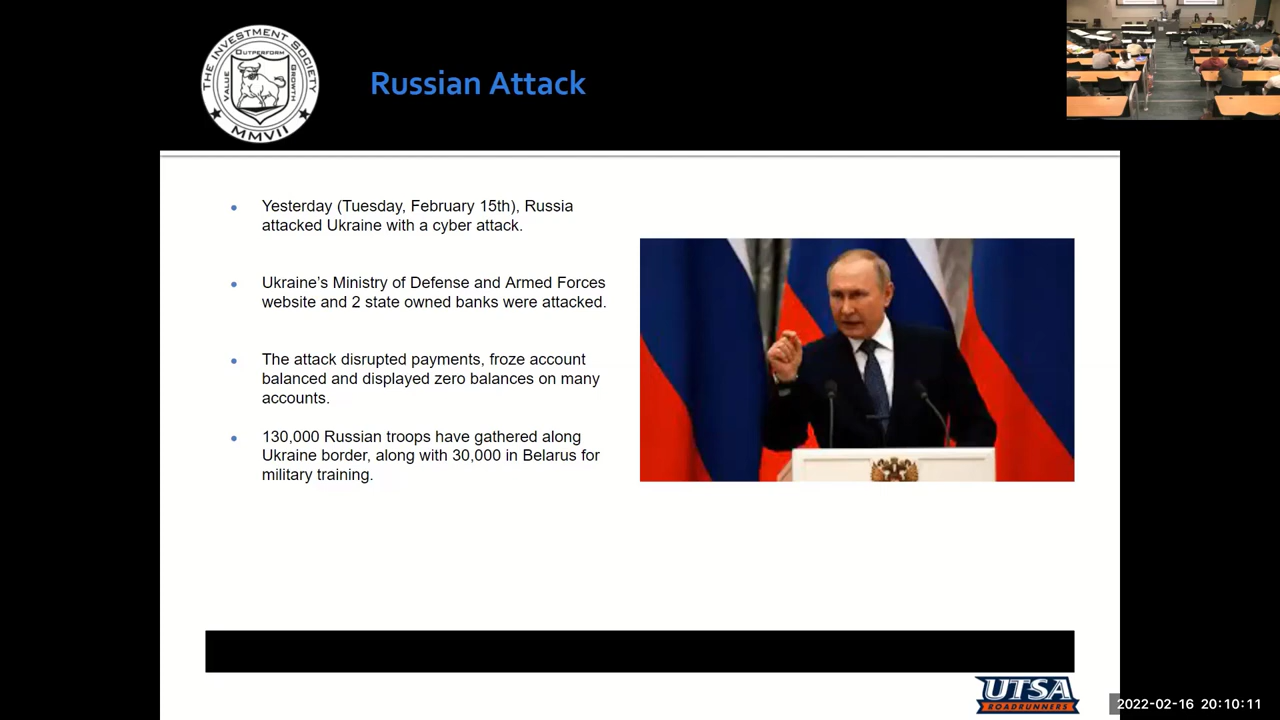 THE INVESTMENT SOCIETY
OUTPERFORM
VALUE
GROWTH
MMVII
Russian Attack
Yesterday (Tuesday, February 15th), Russia
attacked Ukraine with a cyber attack.
Ukraine’s Ministry of Defense and Armed Forces
website and 2 state owned banks were attacked.
The attack disrupted payments, froze account
balanced and displayed zero balances on many
accounts.
130,000 Russian troops have gathered along
Ukraine border, along with 30,000 in Belarus for
military training.
UTSA
ROADRUNNERS
2022-02-16 20:10:11